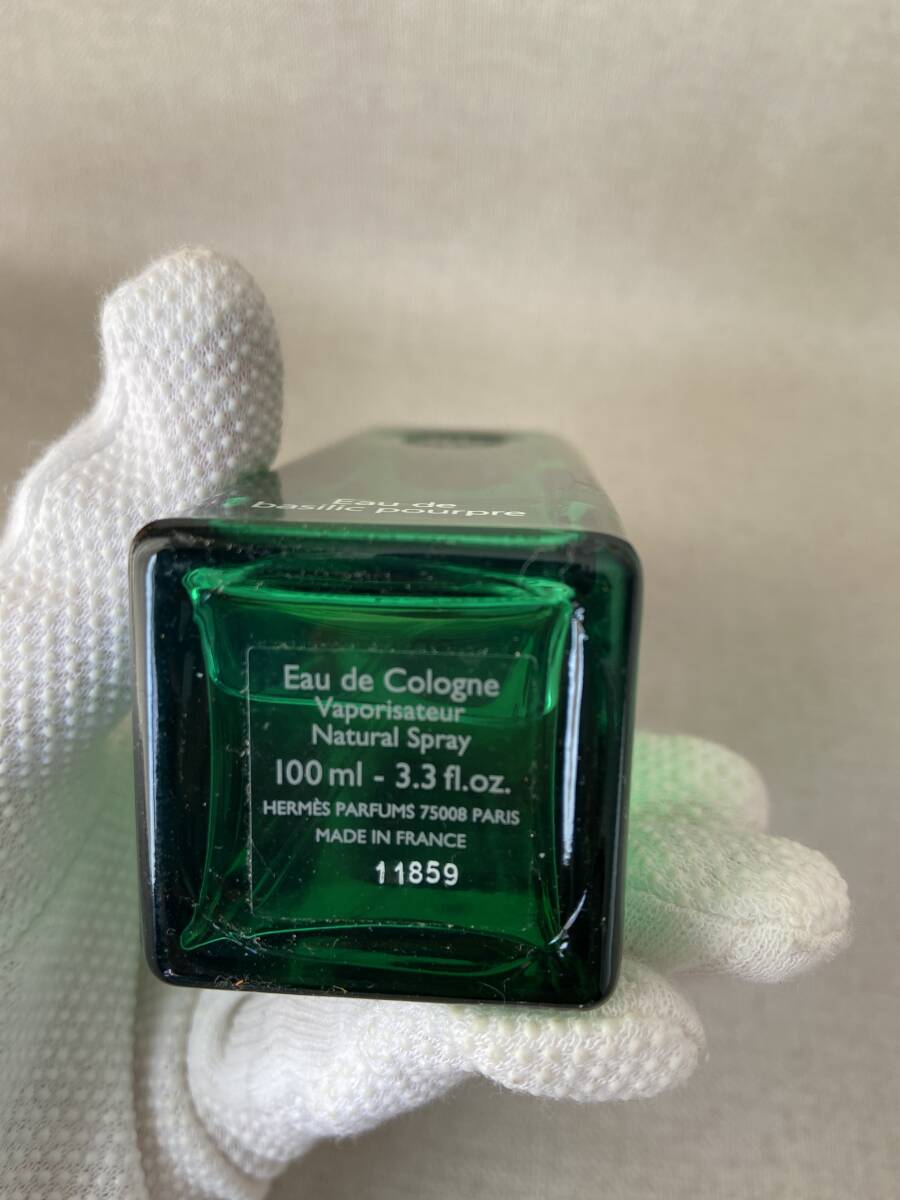 Eau de
basilic pourpre
Eau de Cologne
Vaporisateur
Natural Spray
100 ml - 3.3 fl.oz.
HERMÈS PARFUMS 75008 PARIS
MADE IN FRANCE
11859